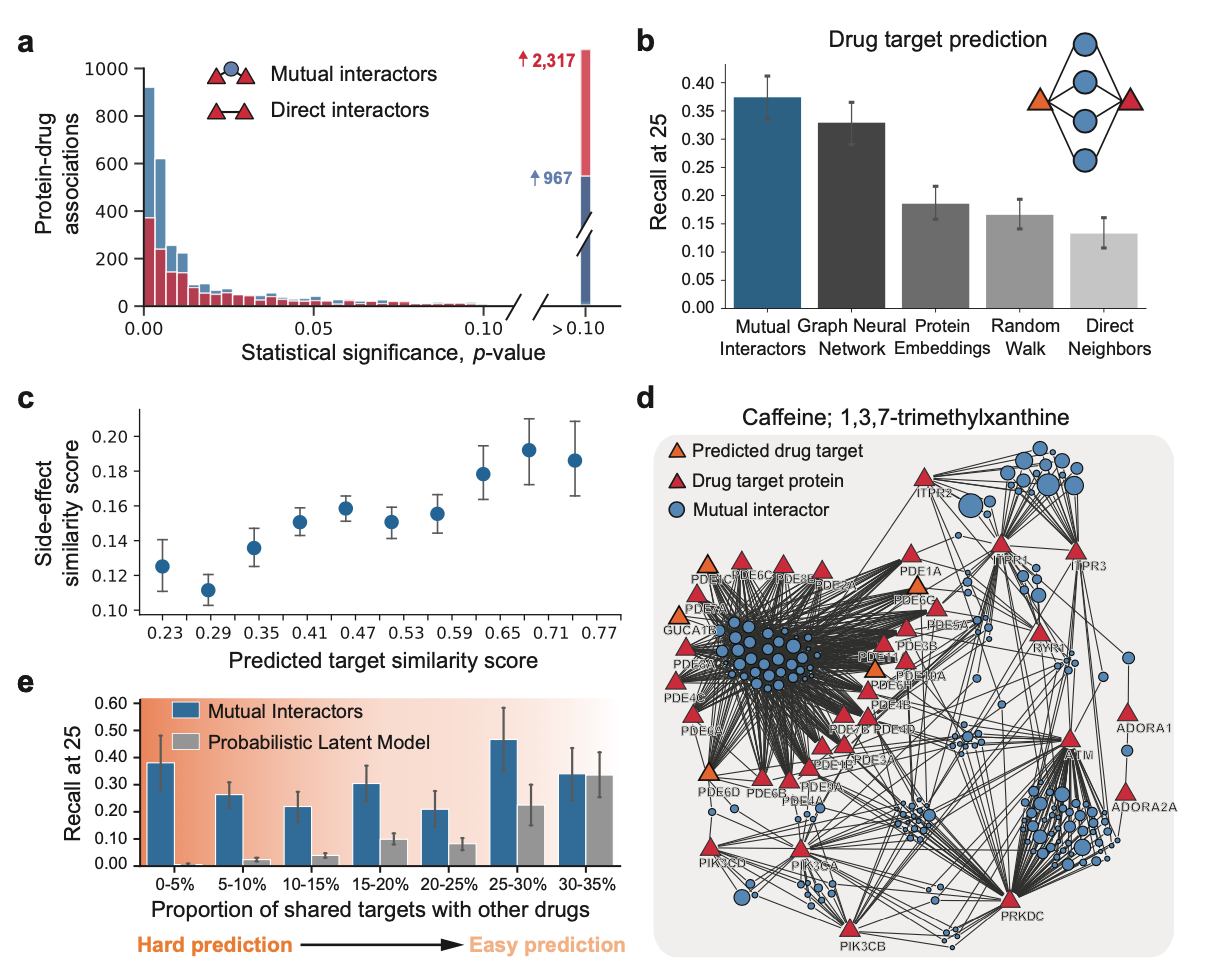 a
1000
800
600
400
200
0
Protein-drug
associations
Mutual interactors
Direct interactors
2,317
967
0.00
0.05
0.10
>0.10
Statistical significance, p-value
b
Drug target prediction
0.40
0.35
0.30
0.25
0.20
0.15
0.10
0.05
0.00
Recall at 25
Mutual
Interactors
Graph Neural
Network
Protein
Embeddings
Random
Walk
Direct
Neighbors
c
0.20
0.18
0.16
0.14
0.12
0.10
Side-effect
similarity score
0.23 0.29 0.35 0.41 0.47 0.53 0.59 0.65 0.71 0.77
Predicted target similarity score
d
Caffeine; 1,3,7-trimethylxanthine
Predicted drug target
Drug target protein
Mutual interactor
ITPR2
ITPR1
ITPR3
PDE1A
PDE1C
PDE6C
PDE8B
PDE2A
PDE6G
PDE5A
GUCA1B
PDE3B
RYR1
PDE11
PDE10A
PDE6H
PDE4C
PDE4B
PDE7B
PDE4D
ADORA1
ATM
PDE1B
PDE3A
PDE6D
PDE6B
PDE9A
PDE4A
ADORA2A
PIK3CD
PIK3CA
PRKDC
PIK3CB
e
0.60
0.50
0.40
0.30
0.20
0.10
0.00
Recall at 25
Mutual Interactors
Probabilistic Latent Model
0-5% 5-10% 10-15% 15-20% 20-25% 25-30% 30-35%
Proportion of shared targets with other drugs
Hard prediction
Easy prediction